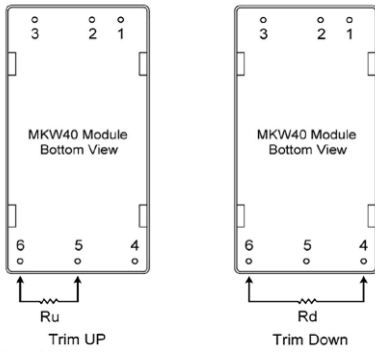 3 2 1
MKW40 Module
Bottom View
6 5 4
Ru
Trim UP
3 2 1
MKW40 Module
Bottom View
6 5 4
Rd
Trim Down